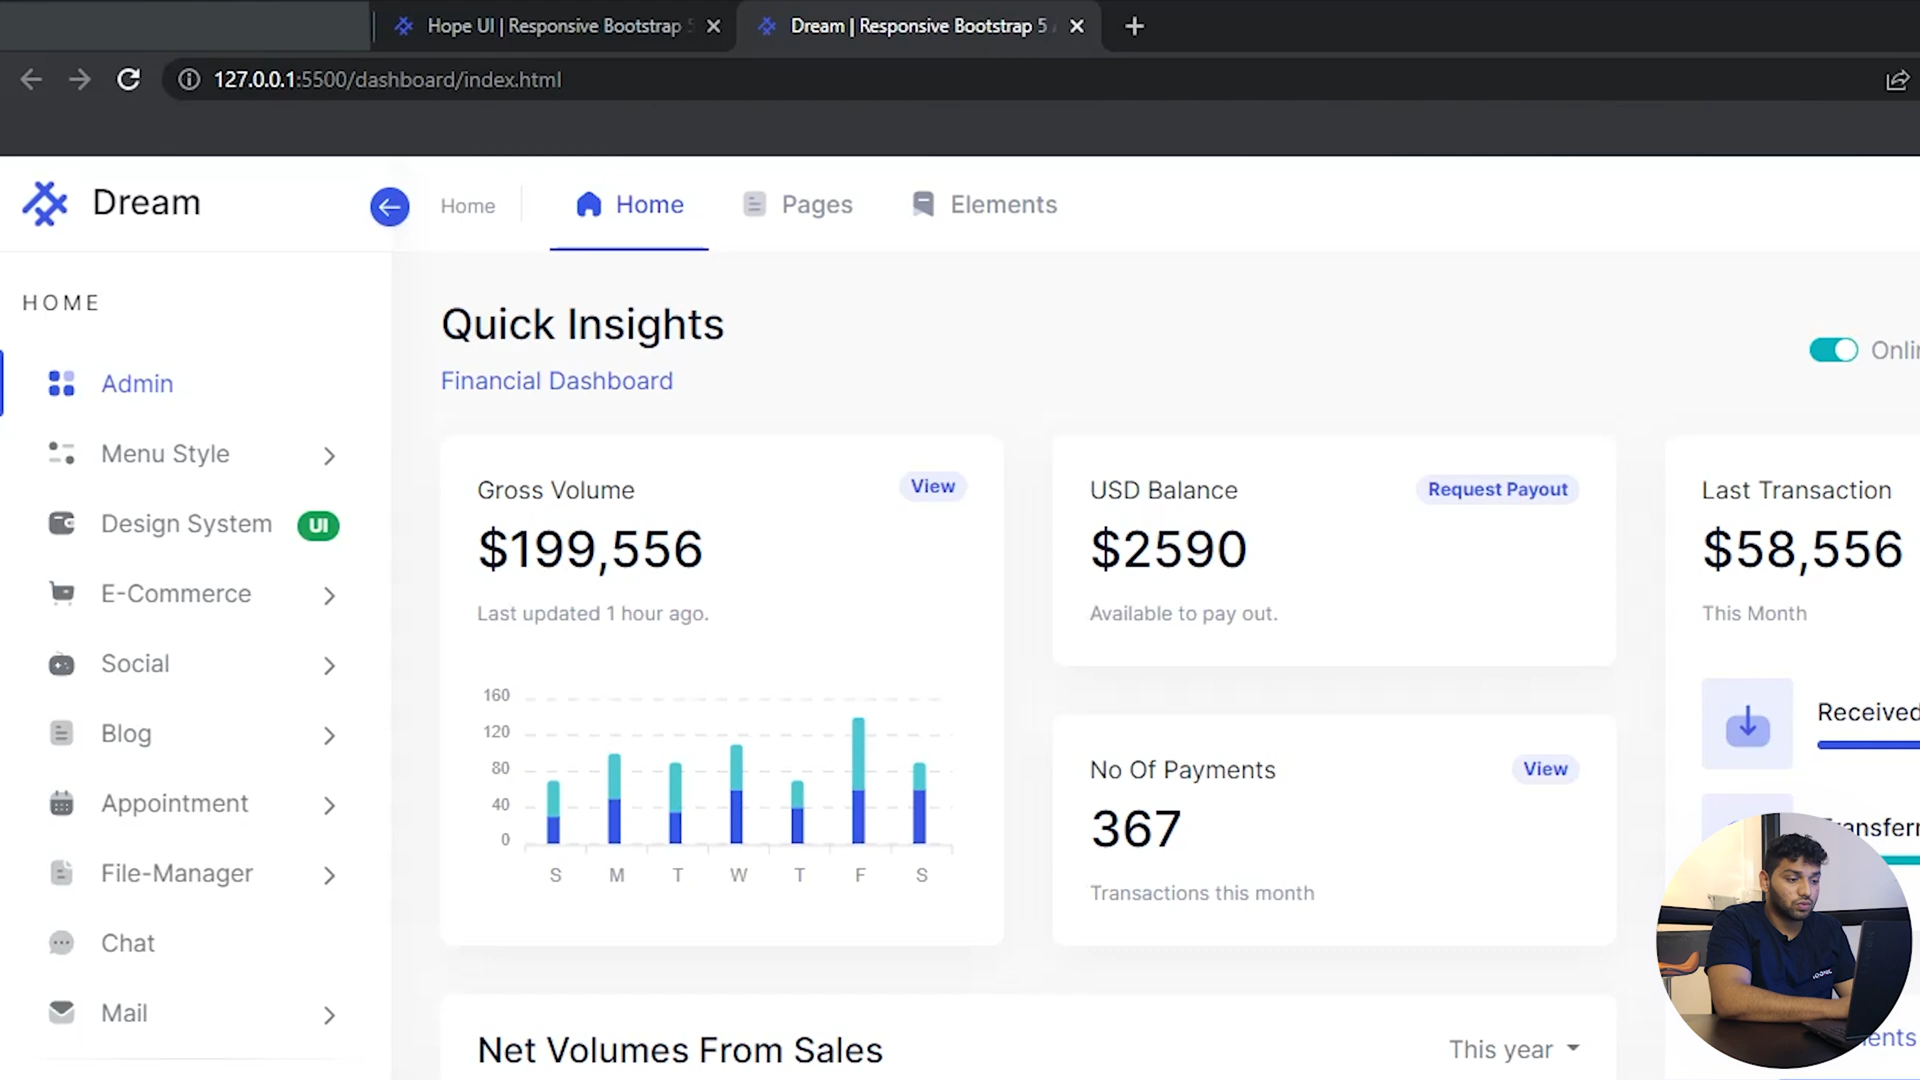 Hope UI | Responsive Bootstrap 5
Dream | Responsive Bootstrap 5
127.0.0.1:5500/dashboard/index.html
Dream
Home
Home
Pages
Elements
HOME
Admin
Menu Style
Design System
UI
E-Commerce
Social
Blog
Appointment
File-Manager
Chat
Mail
Quick Insights
Financial Dashboard
Onlin
Gross Volume
View
$199,556
Last updated 1 hour ago.
160
120
80
40
0
S M T W T F S
USD Balance
Request Payout
$2590
Available to pay out.
No Of Payments
View
367
Transactions this month
Last Transaction
$58,556
This Month
Received
ransferr
ents
Net Volumes From Sales
This year